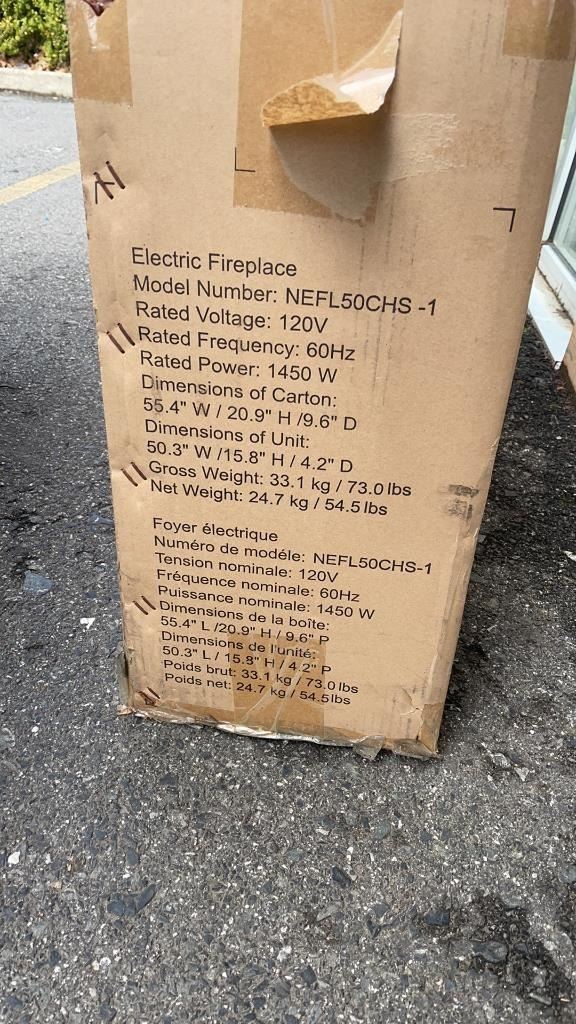 Electric Fireplace
Model Number: NEFL50CHS -1
Rated Voltage: 120V
Rated Frequency: 60Hz
Rated Power: 1450 W
Dimensions of Carton:
55.4" W / 20.9" H /9.6" D
Dimensions of Unit:
50.3" W /15.8" H / 4.2" D
Gross Weight: 33.1 kg / 73.0 lbs
Net Weight: 24.7 kg / 54.5 lbs
Foyer électrique
Numéro de modéle: NEFL50CHS-1
Tension nominale: 120V
Fréquence nominale: 60Hz
Puissance nominale: 1450 W
Dimensions de la boîte:
55.4" L /20.9" H / 9.6" P
Dimensions de l'unité:
50.3" L / 15.8" H / 4.2" P
Poids brut: 33.1 kg / 73.0 lbs
Poids net: 24.7 kg / 54.5 lbs